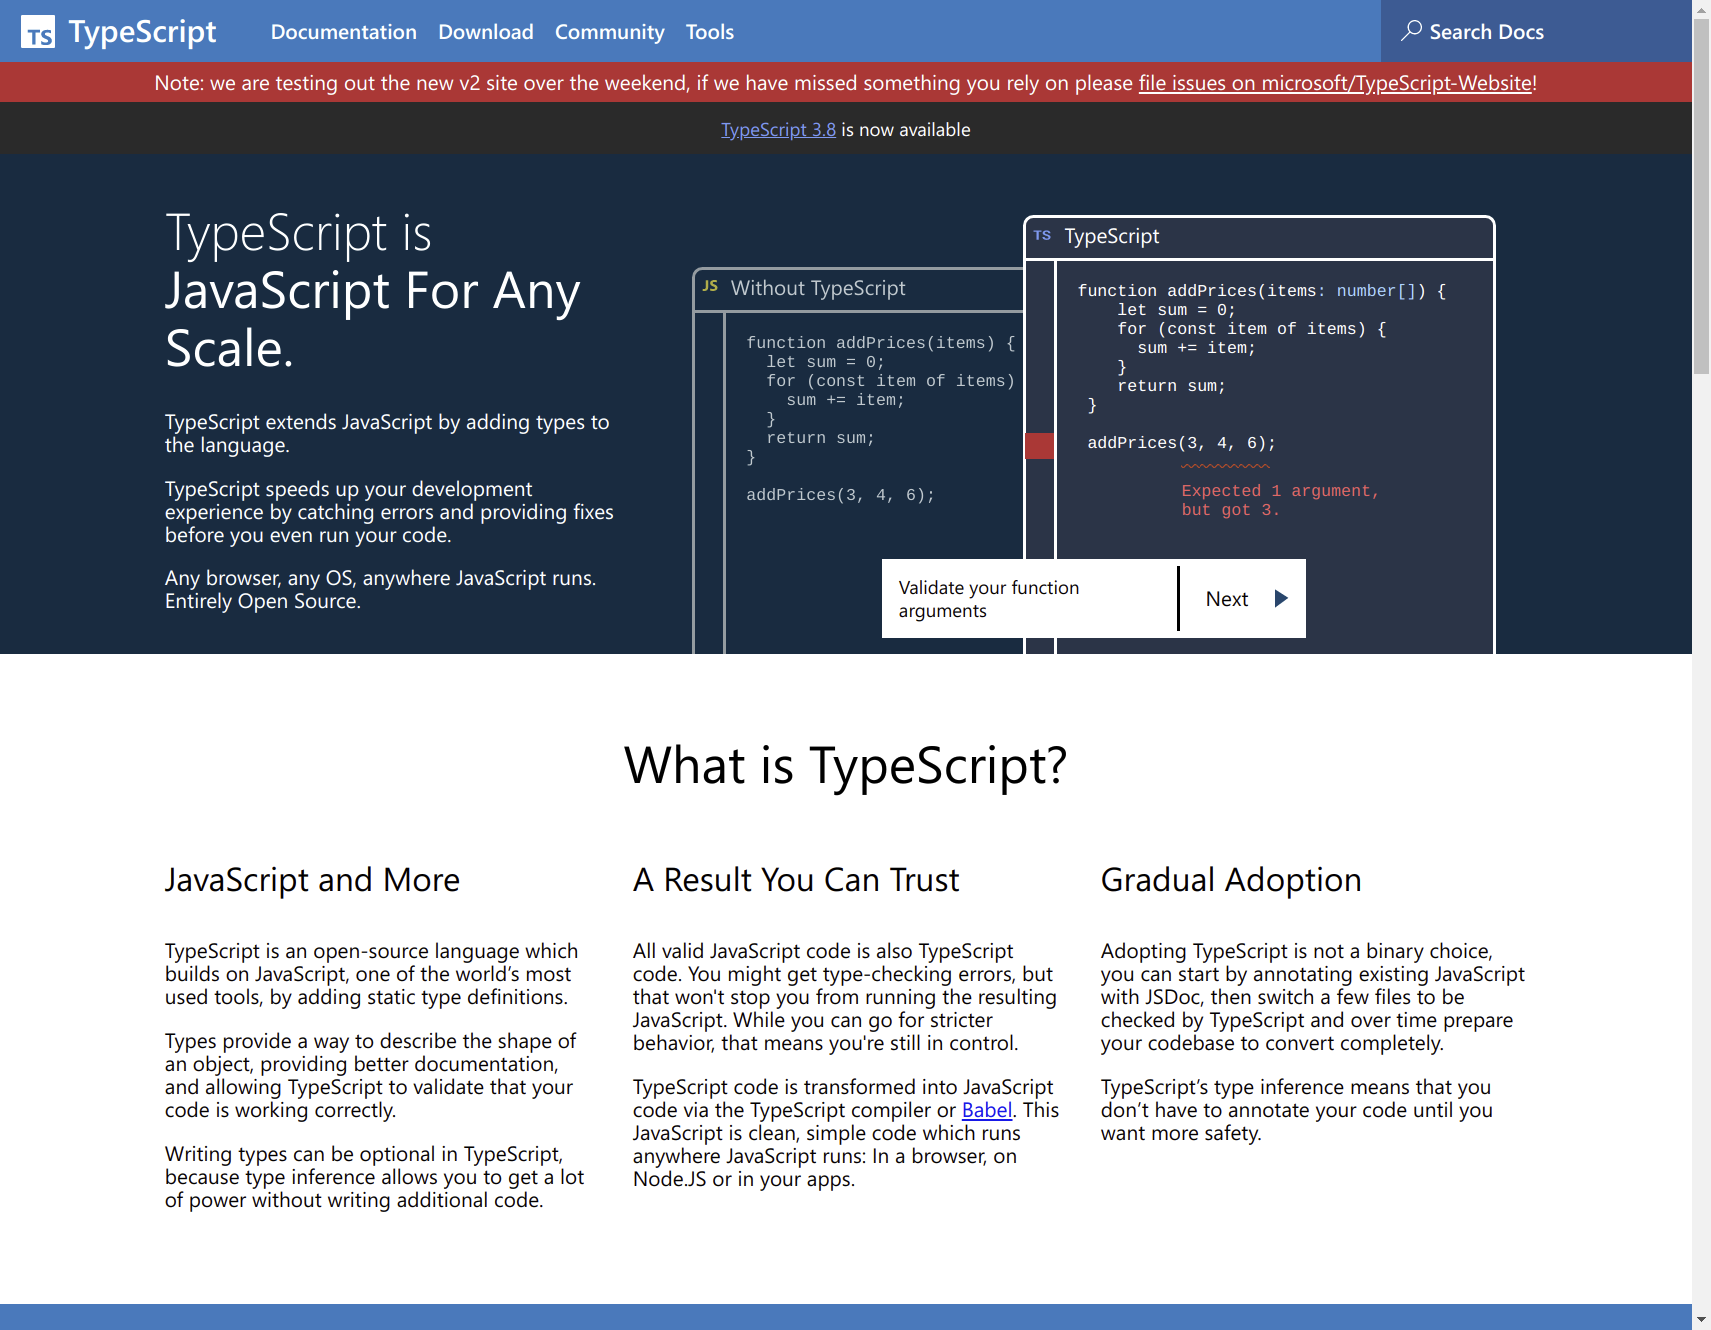 TS TypeScript Documentation Download Community Tools Search Docs
Note: we are testing out the new v2 site over the weekend, if we have missed something you rely on please file issues on microsoft/TypeScript-Website!
TypeScript 3.8 is now available
TypeScript is
JavaScript For Any
Scale.
TypeScript extends JavaScript by adding types to
the language.
TypeScript speeds up your development
experience by catching errors and providing fixes
before you even run your code.
Any browser, any OS, anywhere JavaScript runs.
Entirely Open Source.
JS Without TypeScript
function addPrices(items) {
let sum = 0;
for (const item of items)
sum += item;
}
return sum;
}
addPrices(3, 4, 6);
TS TypeScript
function addPrices(items: number[]) {
let sum = 0;
for (const item of items) {
sum += item;
}
return sum;
}
addPrices(3, 4, 6);
Expected 1 argument,
but got 3.
Validate your function
arguments
Next
What is TypeScript?
JavaScript and More
TypeScript is an open-source language which
builds on JavaScript, one of the world’s most
used tools, by adding static type definitions.
Types provide a way to describe the shape of
an object, providing better documentation,
and allowing TypeScript to validate that your
code is working correctly.
Writing types can be optional in TypeScript,
because type inference allows you to get a lot
of power without writing additional code.
A Result You Can Trust
All valid JavaScript code is also TypeScript
code. You might get type-checking errors, but
that won't stop you from running the resulting
JavaScript. While you can go for stricter
behavior, that means you're still in control.
TypeScript code is transformed into JavaScript
code via the TypeScript compiler or Babel. This
JavaScript is clean, simple code which runs
anywhere JavaScript runs: In a browser, on
Node.JS or in your apps.
Gradual Adoption
Adopting TypeScript is not a binary choice,
you can start by annotating existing JavaScript
with JSDoc, then switch a few files to be
checked by TypeScript and over time prepare
your codebase to convert completely.
TypeScript’s type inference means that you
don’t have to annotate your code until you
want more safety.